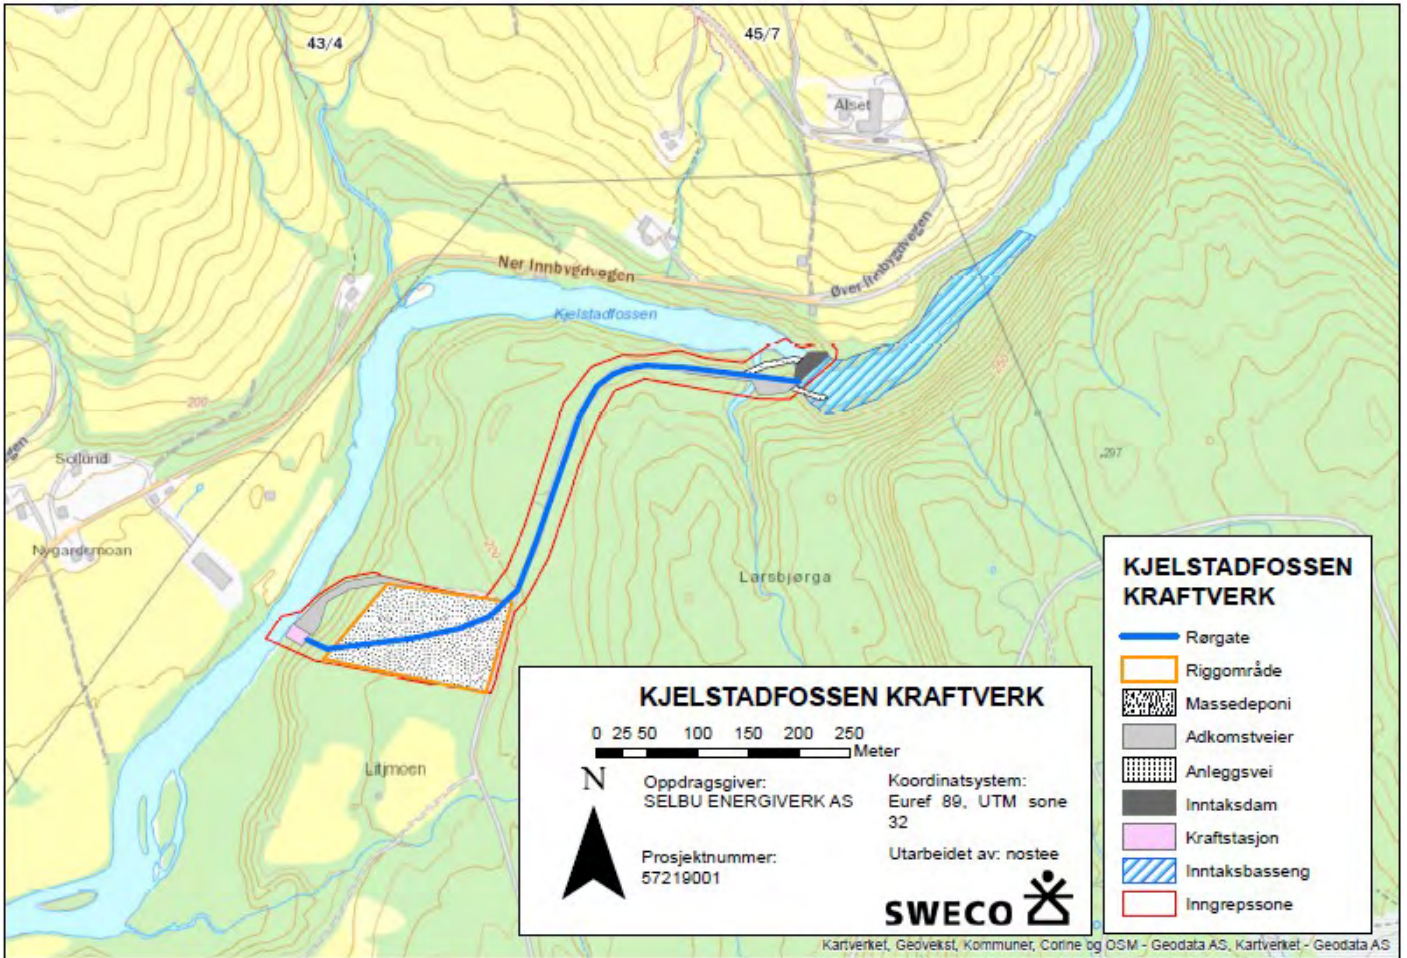 43/4
45/7
Alset
Ner Innbygdvegen
Øver Innbygdvegen
Kjelstadfossen
250
200
297
Sollund
Nygardsmoan
200
Larsbjørga
Litjmoen
KJELSTADFOSSEN KRAFTVERK
0 25 50 100 150 200 250
Meter
N
Oppdragsgiver:
SELBU ENERGIVERK AS
Koordinatsystem:
Euref 89, UTM sone
32
Prosjektnummer:
57219001
Utarbeidet av: nostee
SWECO
KJELSTADFOSSEN
KRAFTVERK
Rørgate
Riggområde
Massedeponi
Adkomstveier
Anleggsvei
Inntaksdam
Kraftstasjon
Inntaksbasseng
Inngrepssone
Kartverket, Geovekst, Kommuner, Corine og OSM - Geodata AS, Kartverket - Geodata AS